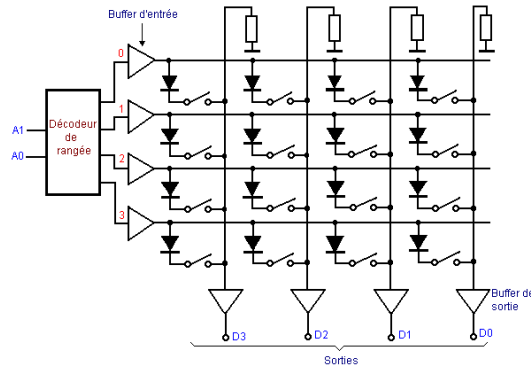 Buffer d'entrée
0
1
A1
Décodeur
de
rangée
A0
2
3
Buffer de
sortie
D3
D2
D1
D0
Sorties